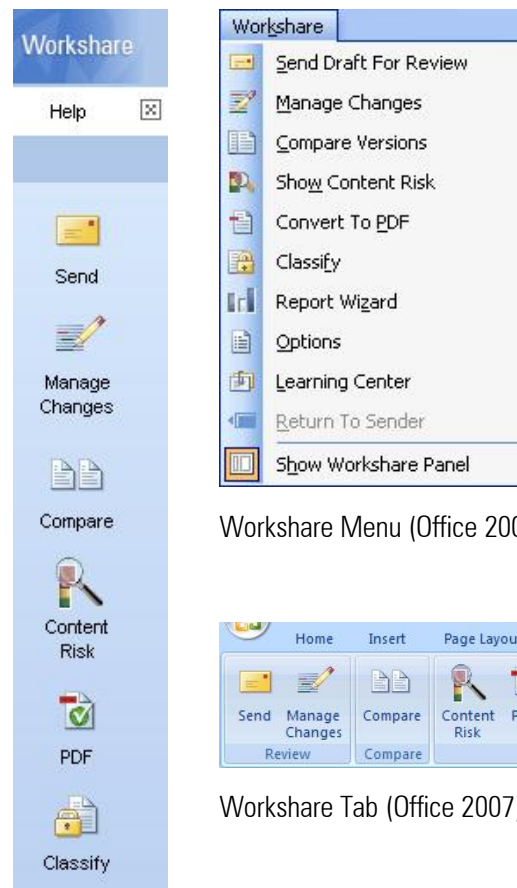 Workshare
Help
Send
Manage
Changes
Compare
Content
Risk
PDF
Classify
Workshare
Send Draft For Review
Manage Changes
Compare Versions
Show Content Risk
Convert To PDF
Classify
Report Wizard
Options
Learning Center
Return To Sender
Show Workshare Panel
Workshare Menu (Office 200
Home Insert Page Layou
Send Manage Changes Compare Content Risk P
Review Compare
Workshare Tab (Office 2007)